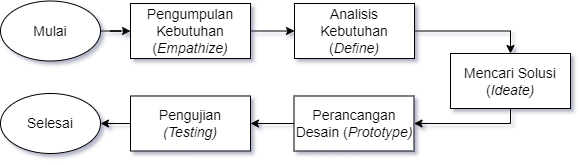 Mulai
Pengumpulan
Kebutuhan
(Empathize)
Analisis
Kebutuhan
(Define)
Mencari Solusi
(Ideate)
Perancangan
Desain (Prototype)
Pengujian
(Testing)
Selesai